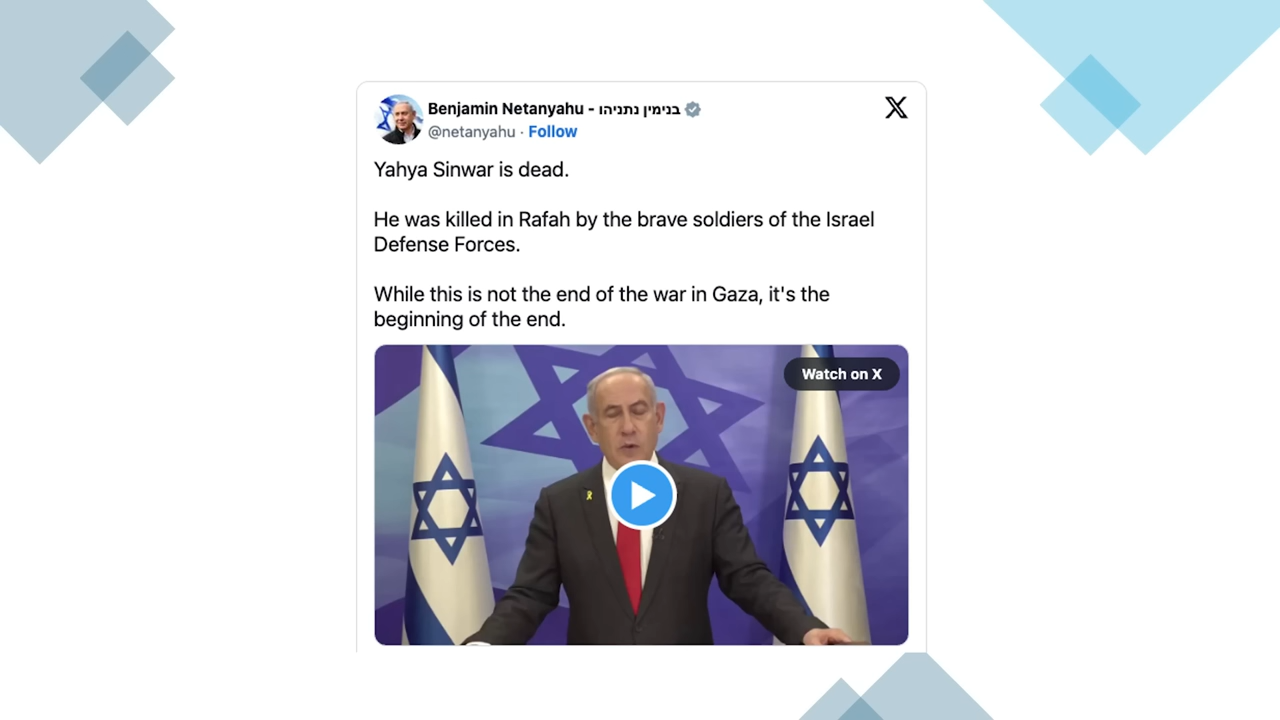 Benjamin Netanyahu - בנימין נתניהו
@netanyahu · Follow
Yahya Sinwar is dead.
He was killed in Rafah by the brave soldiers of the Israel
Defense Forces.
While this is not the end of the war in Gaza, it's the
beginning of the end.
Watch on X